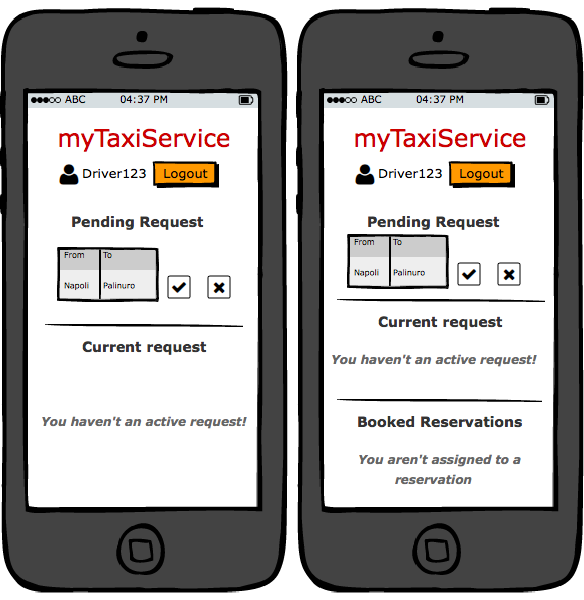 ABC 04:37 PM
myTaxiService
Driver123 Logout
Pending Request
From To
Napoli Palinuro
Current request
You haven't an active request!
ABC 04:37 PM
myTaxiService
Driver123 Logout
Pending Request
From To
Napoli Palinuro
Current request
You haven't an active request!
Booked Reservations
You aren't assigned to a
reservation